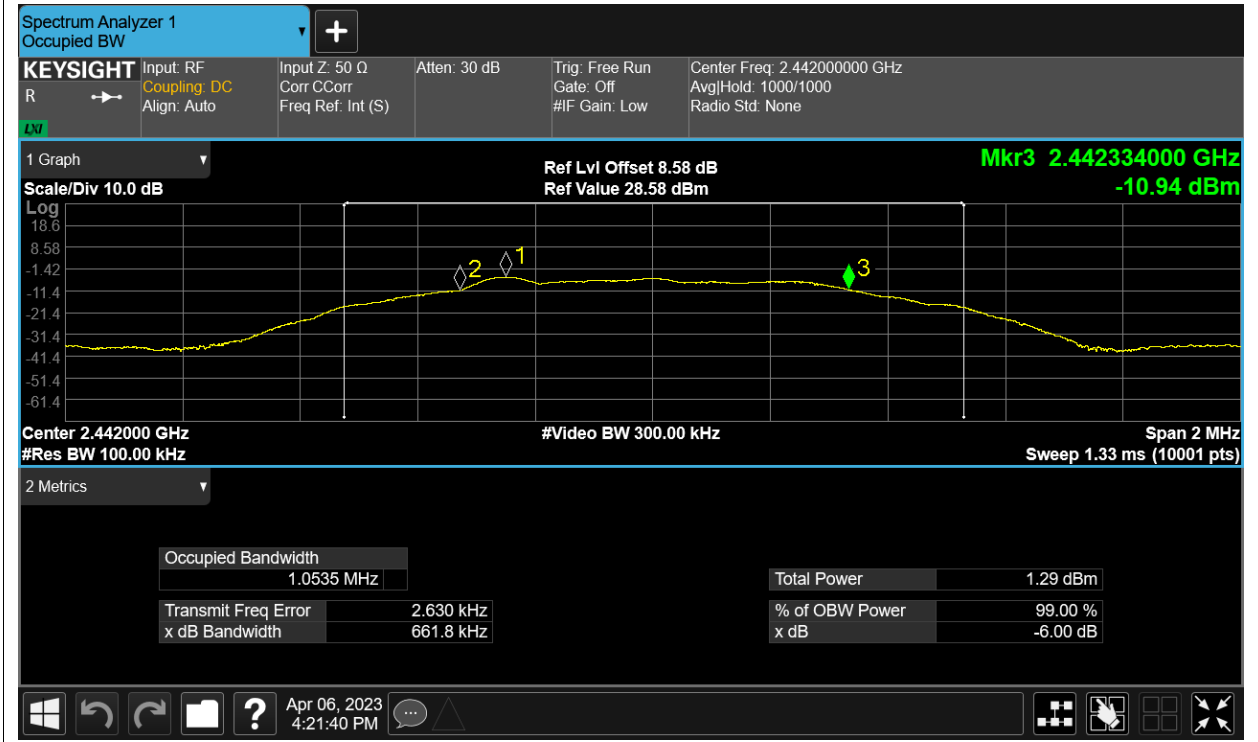 Spectrum Analyzer 1
Occupied BW
+
KEYSIGHT Input: RF Input Z: 50 Ω Atten: 30 dB Trig: Free Run Center Freq: 2.442000000 GHz
R Coupling: DC Corr CCorr Gate: Off Avg|Hold: 1000/1000
Align: Auto Freq Ref: Int (S) #IF Gain: Low Radio Std: None
LXI
1 Graph
Ref Lvl Offset 8.58 dB Mkr3 2.442334000 GHz
Scale/Div 10.0 dB Ref Value 28.58 dBm -10.94 dBm
Log
18.6
8.58
-1.42
-11.4
-21.4
-31.4
-41.4
-51.4
-61.4
2 1 3
Center 2.442000 GHz #Video BW 300.00 kHz Span 2 MHz
#Res BW 100.00 kHz Sweep 1.33 ms (10001 pts)
2 Metrics
Occupied Bandwidth
1.0535 MHz Total Power 1.29 dBm
Transmit Freq Error 2.630 kHz % of OBW Power 99.00 %
x dB Bandwidth 661.8 kHz x dB -6.00 dB
? Apr 06, 2023
4:21:40 PM